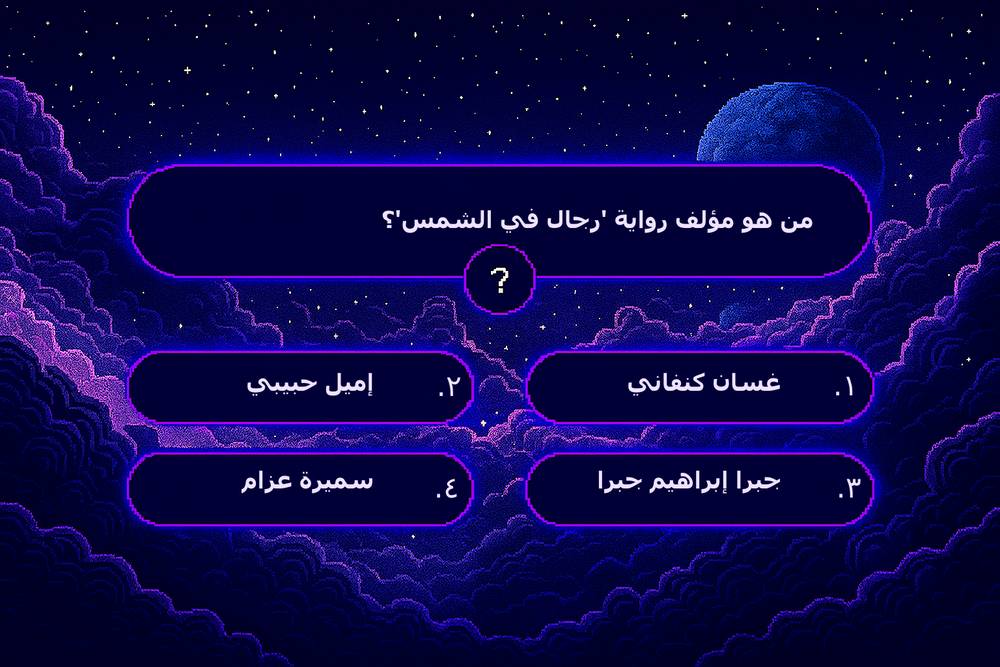 من هو مؤلف رواية 'رجال في الشمس'؟
?
١. غسان كنفاني
٢. إميل حبيبي
٣. جبرا إبراهيم جبرا
٤. سميرة عزام